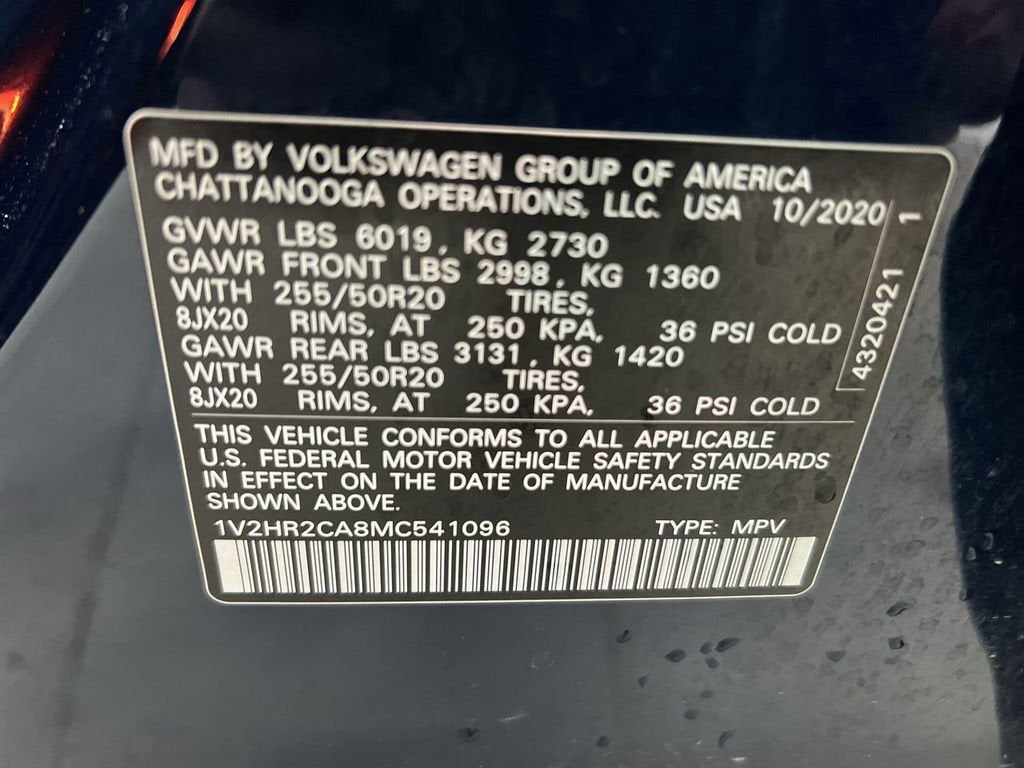 MFD BY VOLKSWAGEN GROUP OF AMERICA
CHATTANOOGA OPERATIONS, LLC. USA 10/2020
GVWR LBS 6019, KG 2730
GAWR FRONT LBS 2998, KG 1360
WITH 255/50R20 TIRES,
8JX20 RIMS, AT 250 KPA, 36 PSI COLD
GAWR REAR LBS 3131, KG 1420
WITH 255/50R20 TIRES,
8JX20 RIMS, AT 250 KPA, 36 PSI COLD
4320421 1
THIS VEHICLE CONFORMS TO ALL APPLICABLE
U.S. FEDERAL MOTOR VEHICLE SAFETY STANDARDS
IN EFFECT ON THE DATE OF MANUFACTURE
SHOWN ABOVE.
1V2HR2CA8MC541096 TYPE: MPV